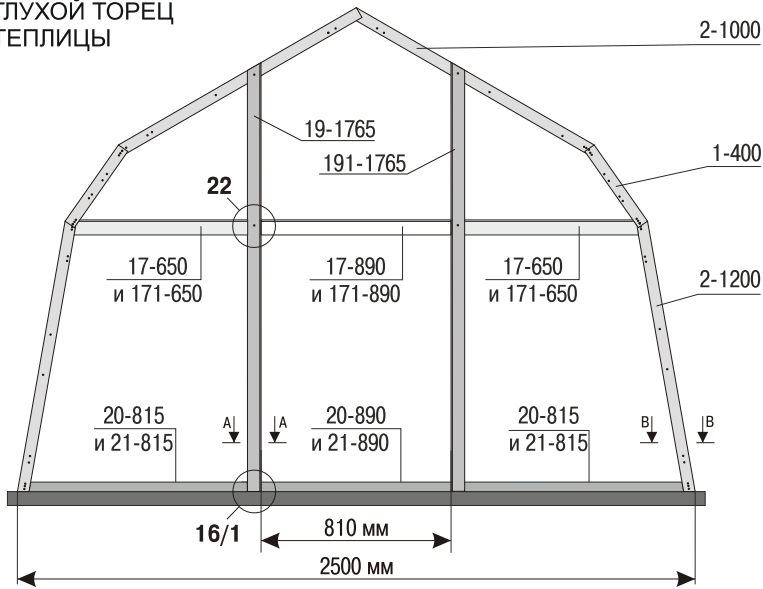 ГЛУХОЙ ТОРЕЦ
ТЕПЛИЦЫ
2-1000
19-1765
191-1765
1-400
22
17-650
и 171-650
17-890
и 171-890
17-650
и 171-650
2-1200
20-815
и 21-815
A
A
20-890
и 21-890
20-815
и 21-815
B
B
16/1
810 мм
2500 мм